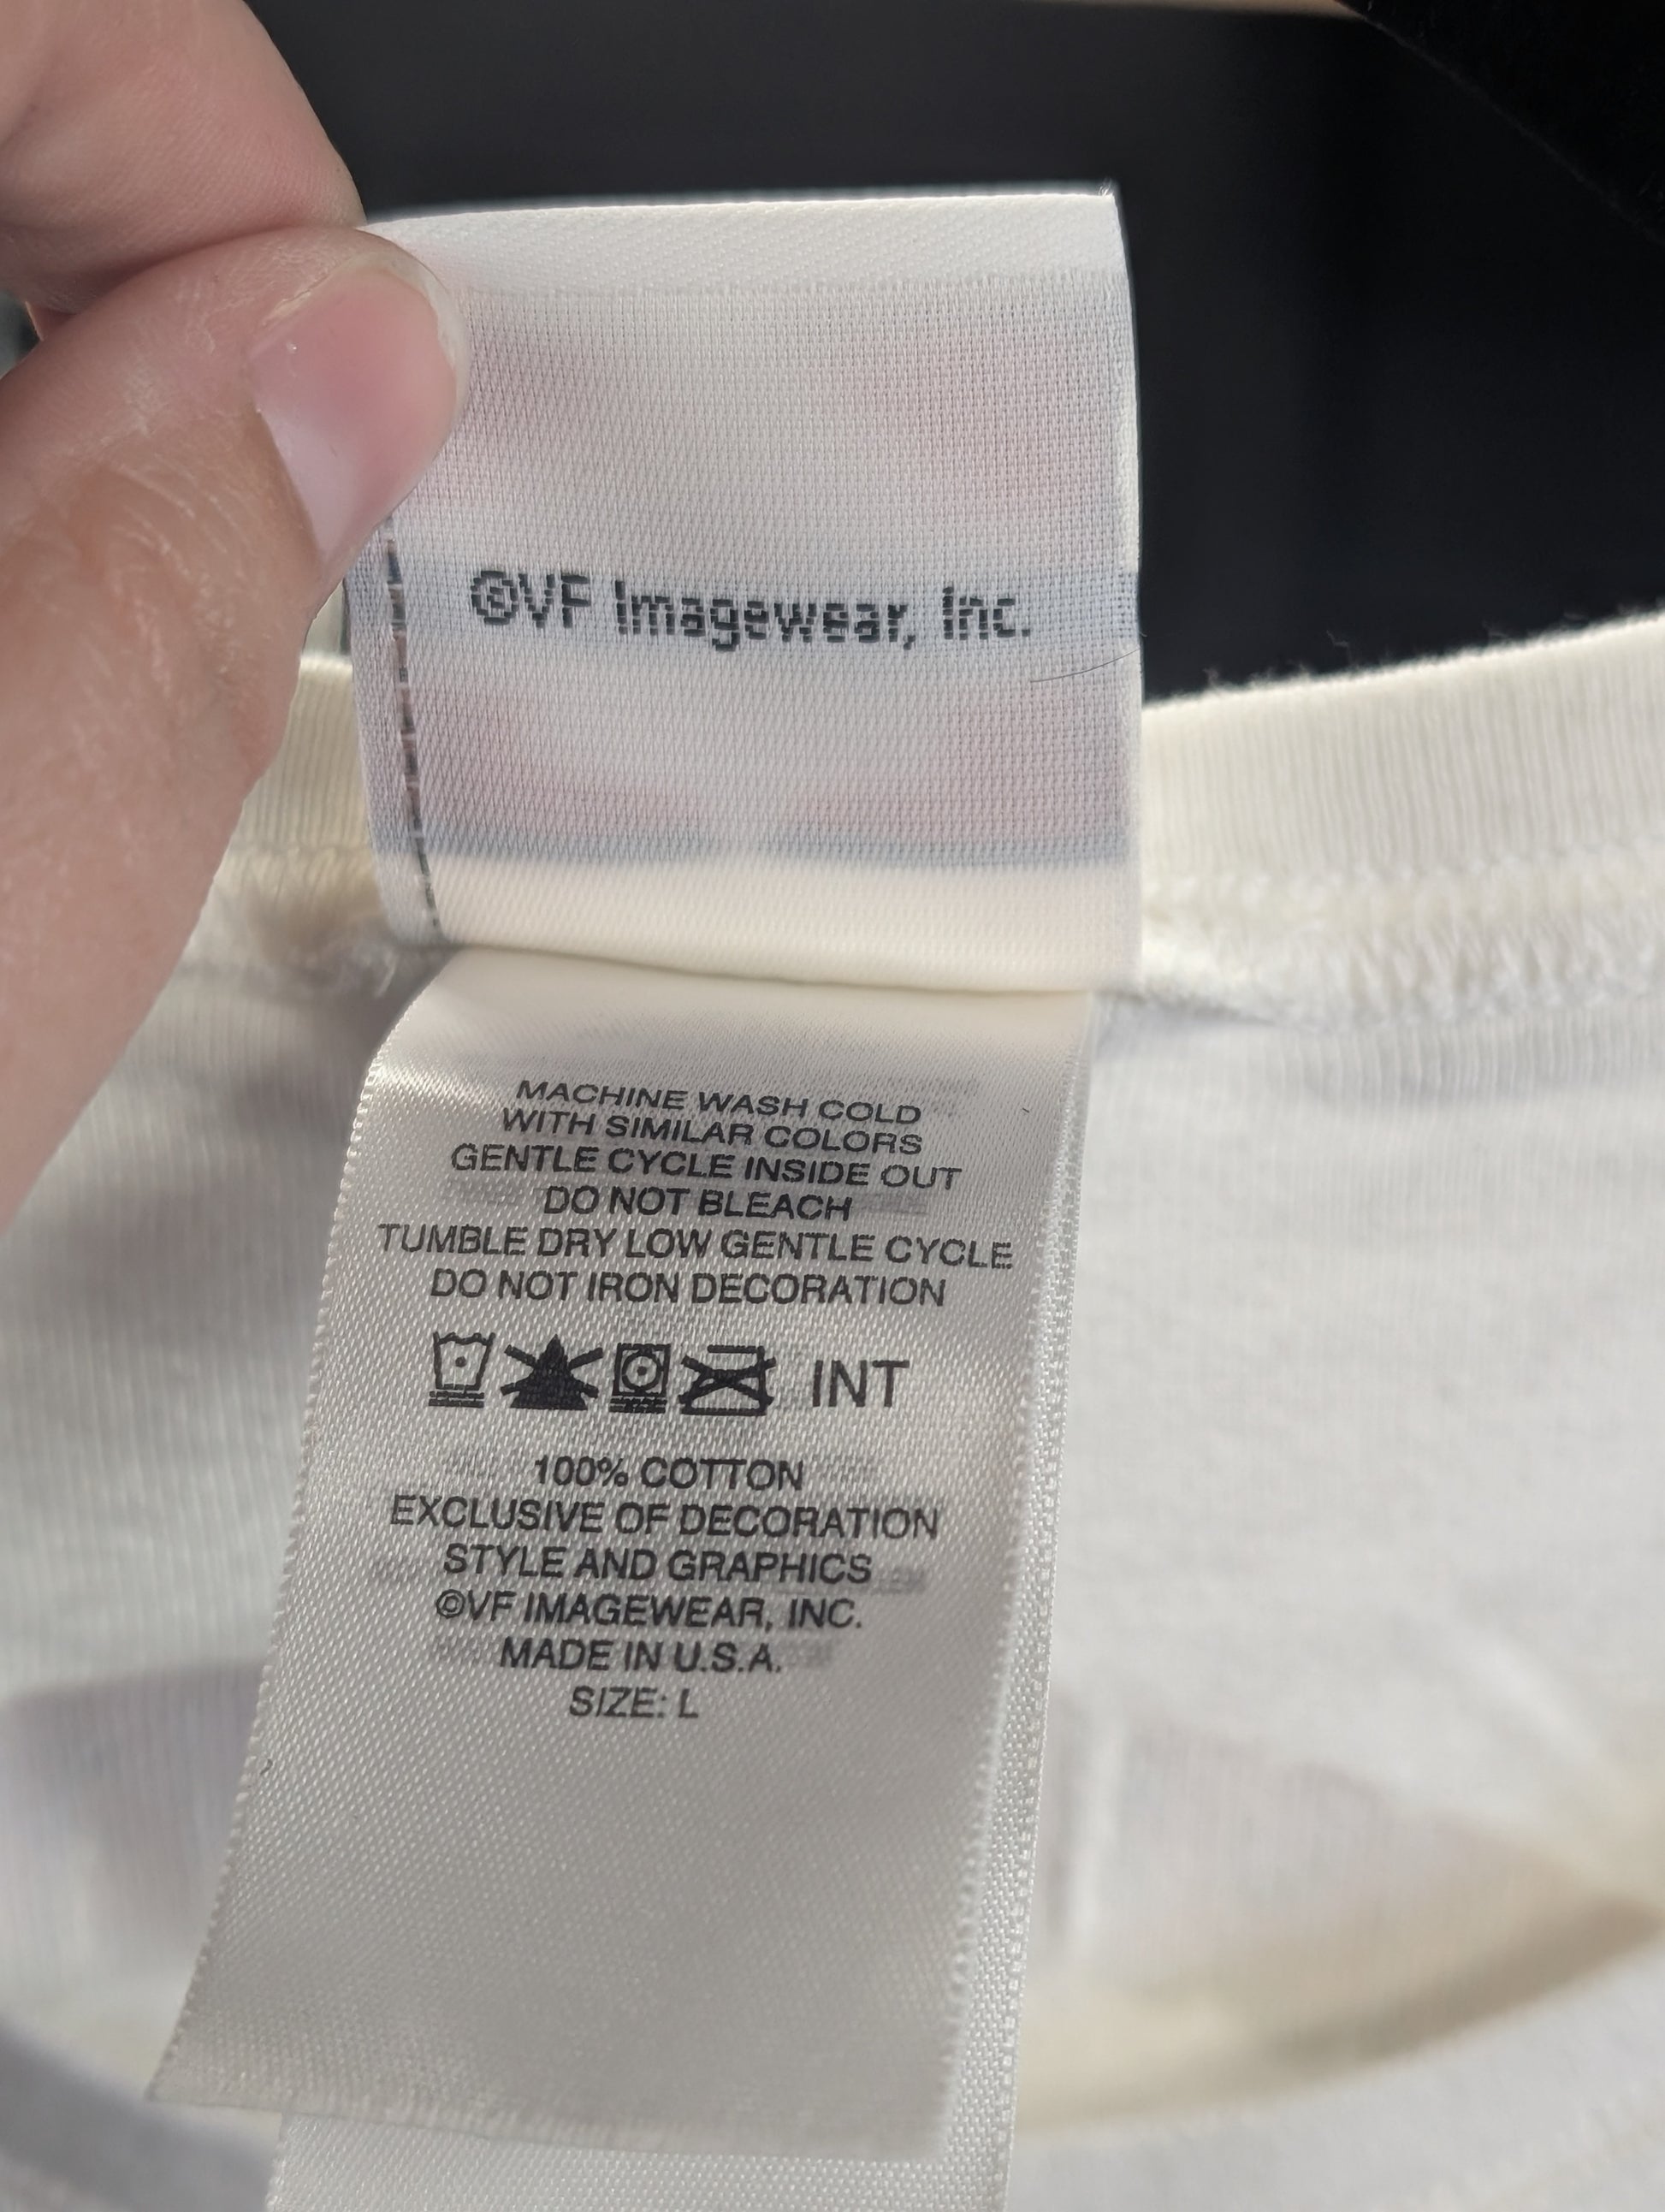 ©VF Imagewear, Inc.
MACHINE WASH COLD
WITH SIMILAR COLORS
GENTLE CYCLE INSIDE OUT
DO NOT BLEACH
TUMBLE DRY LOW GENTLE CYCLE
DO NOT IRON DECORATION
INT
100% COTTON
EXCLUSIVE OF DECORATION
STYLE AND GRAPHICS
©VF IMAGEWEAR, INC.
MADE IN U.S.A.
SIZE: L